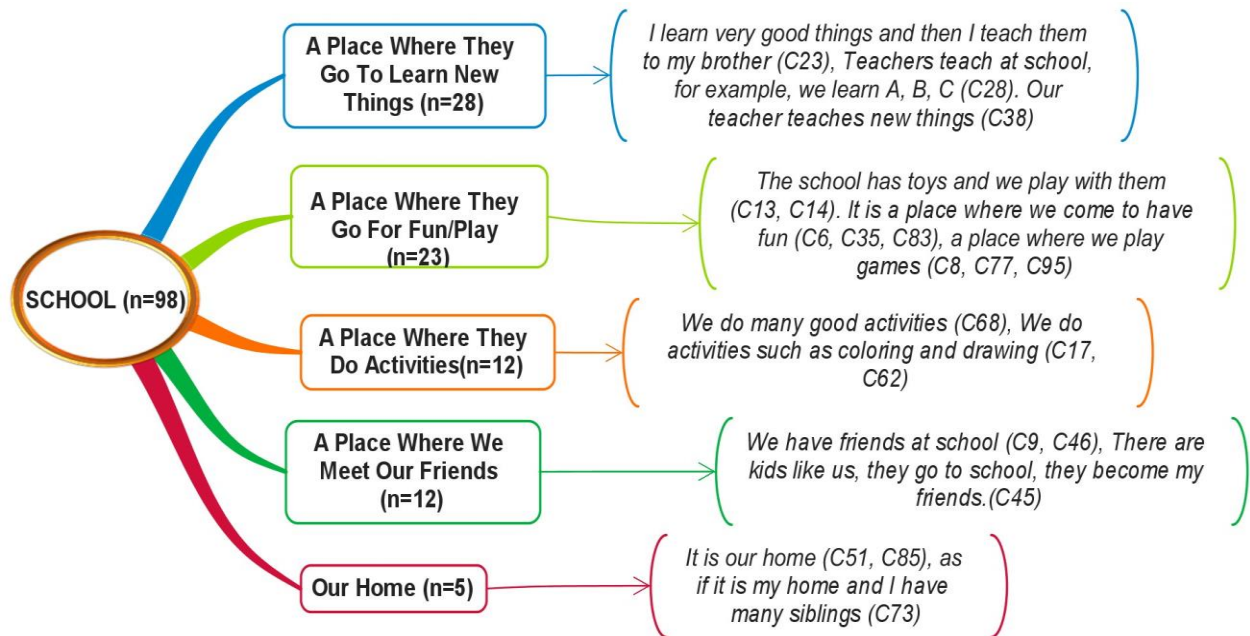 SCHOOL (n=98)
A Place Where They
Go To Learn New
Things (n=28)
I learn very good things and then I teach them
to my brother (C23), Teachers teach at school,
for example, we learn A, B, C (C28). Our
teacher teaches new things (C38)
A Place Where They
Go For Fun/Play
(n=23)
The school has toys and we play with them
(C13, C14). It is a place where we come to have
fun (C6, C35, C83), a place where we play
games (C8, C77, C95)
A Place Where They
Do Activities(n=12)
We do many good activities (C68), We do
activities such as coloring and drawing (C17,
C62)
A Place Where We
Meet Our Friends
(n=12)
We have friends at school (C9, C46), There are
kids like us, they go to school, they become my
friends.(C45)
Our Home (n=5)
It is our home (C51, C85), as
if it is my home and I have
many siblings (C73)